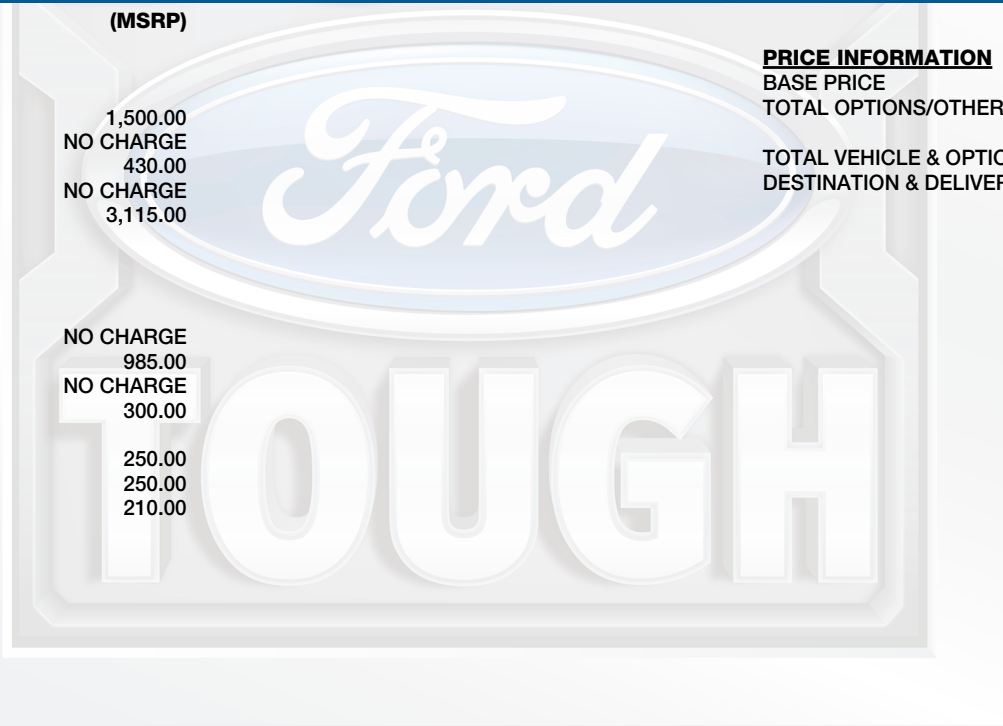 (MSRP)
1,500.00
NO CHARGE
430.00
NO CHARGE
3,115.00
NO CHARGE
985.00
NO CHARGE
300.00
250.00
250.00
210.00
PRICE INFORMATION
BASE PRICE
TOTAL OPTIONS/OTHER
TOTAL VEHICLE & OPTIO
DESTINATION & DELIVER
Ford
TOUGH